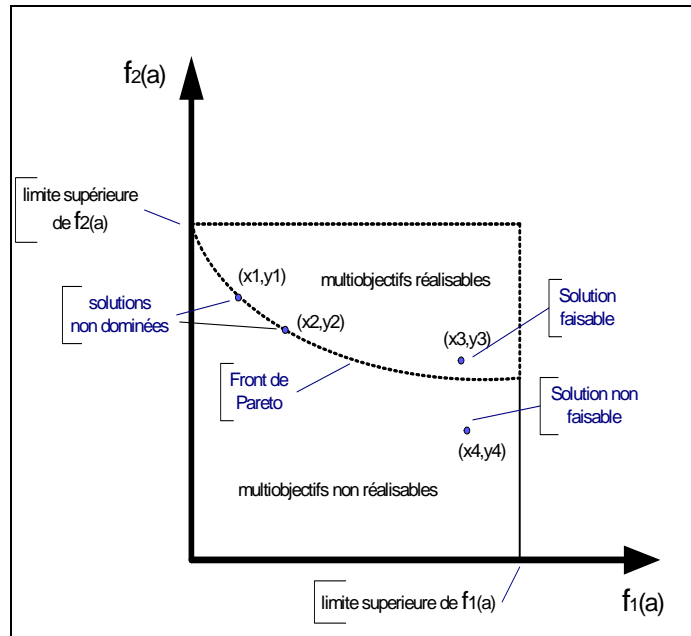 f2(a)
limite supérieure
de f2(a)
(x1,y1)
multiobjectifs réalisables
solutions
non dominées
(x2,y2)
Solution
faisable
(x3,y3)
Front de
Pareto
Solution non
faisable
(x4,y4)
multiobjectifs non réalisables
limite superieure de f1(a)
f1(a)